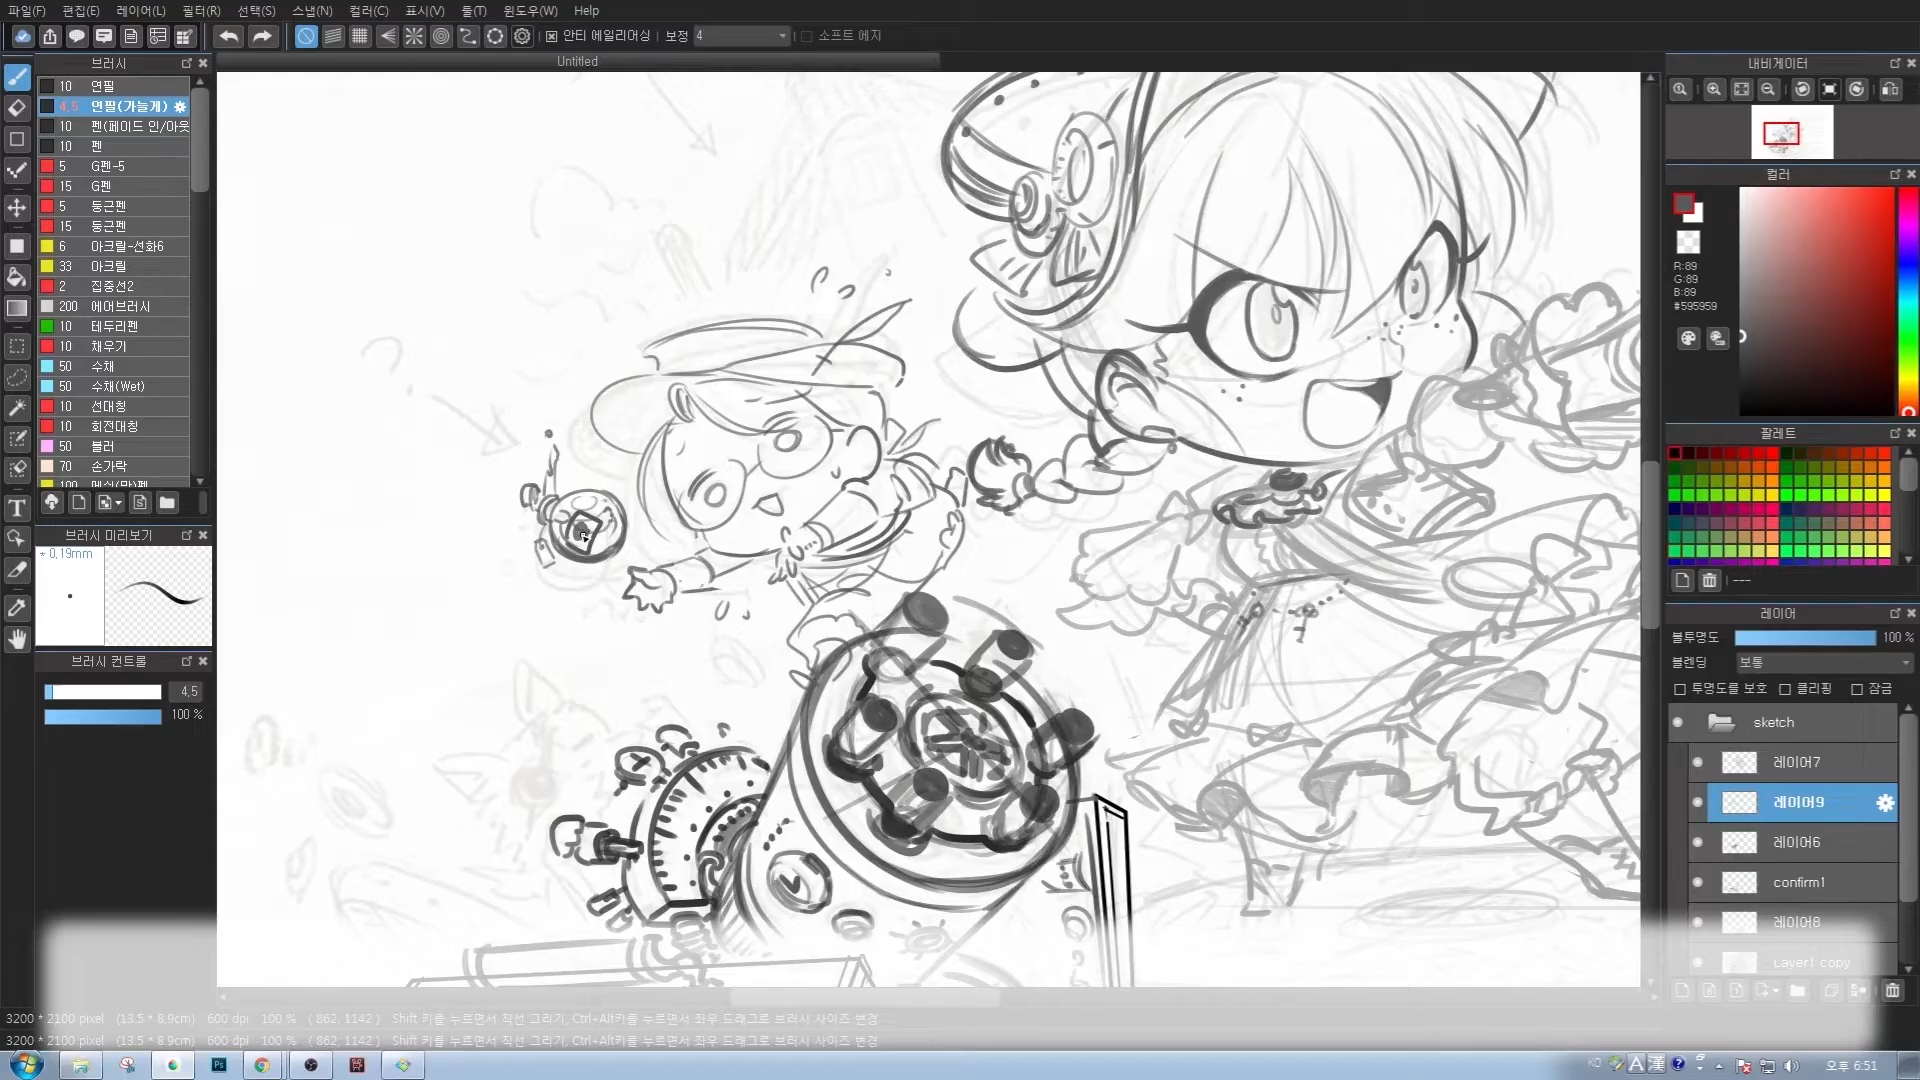 파일(F) 편집(E) 레이어(L) 필터(R) 선택(S) 스냅(N) 컬러(C) 표시(V) 툴(T) 윈도우(W) Help
안티 에일리어싱 보정 4 소프트 에지
브러시
Untitled
내비게이터
10 연필
4.5 연필(가늘게)
10 펜(페이드 인/아웃
10 펜
5 G펜-5
15 G펜
5 둥근펜
15 둥근펜
6 아크릴-선화6
33 아크릴
2 집중선2
200 에어브러시
10 테두리펜
10 채우기
50 수채
50 수채(Wet)
10 선대칭
10 회전대칭
50 블러
70 손가락
브러시 미리보기
* 0.19mm
브러시 컨트롤
4.5
100 %
컬러
R:89
G:89
B:89
#595959
팔레트
---
레이어
불투명도 100 %
블렌딩 보통
투명도를 보호 클리핑 잠금
sketch
레이어7
레이어9
레이어6
confirm1
레이어8
Layer1 copy
3200 * 2100 pixel (13.5 * 8.9cm) 600 dpi 100 % ( 862, 1142 ) Shift 키를 누르면서 직선 그리기, Ctrl+Alt키를 누르면서 좌우 드래그로 브러시 사이즈 변경
3200 * 2100 pixel (13.5 * 8.9cm) 600 dpi 100 % ( 862, 1142 ) Shift 키를 누르면서 직선 그리기, Ctrl+Alt키를 누르면서 좌우 드래그로 브러시 사이즈 변경
Ps
KO A 漢 오후 6:51